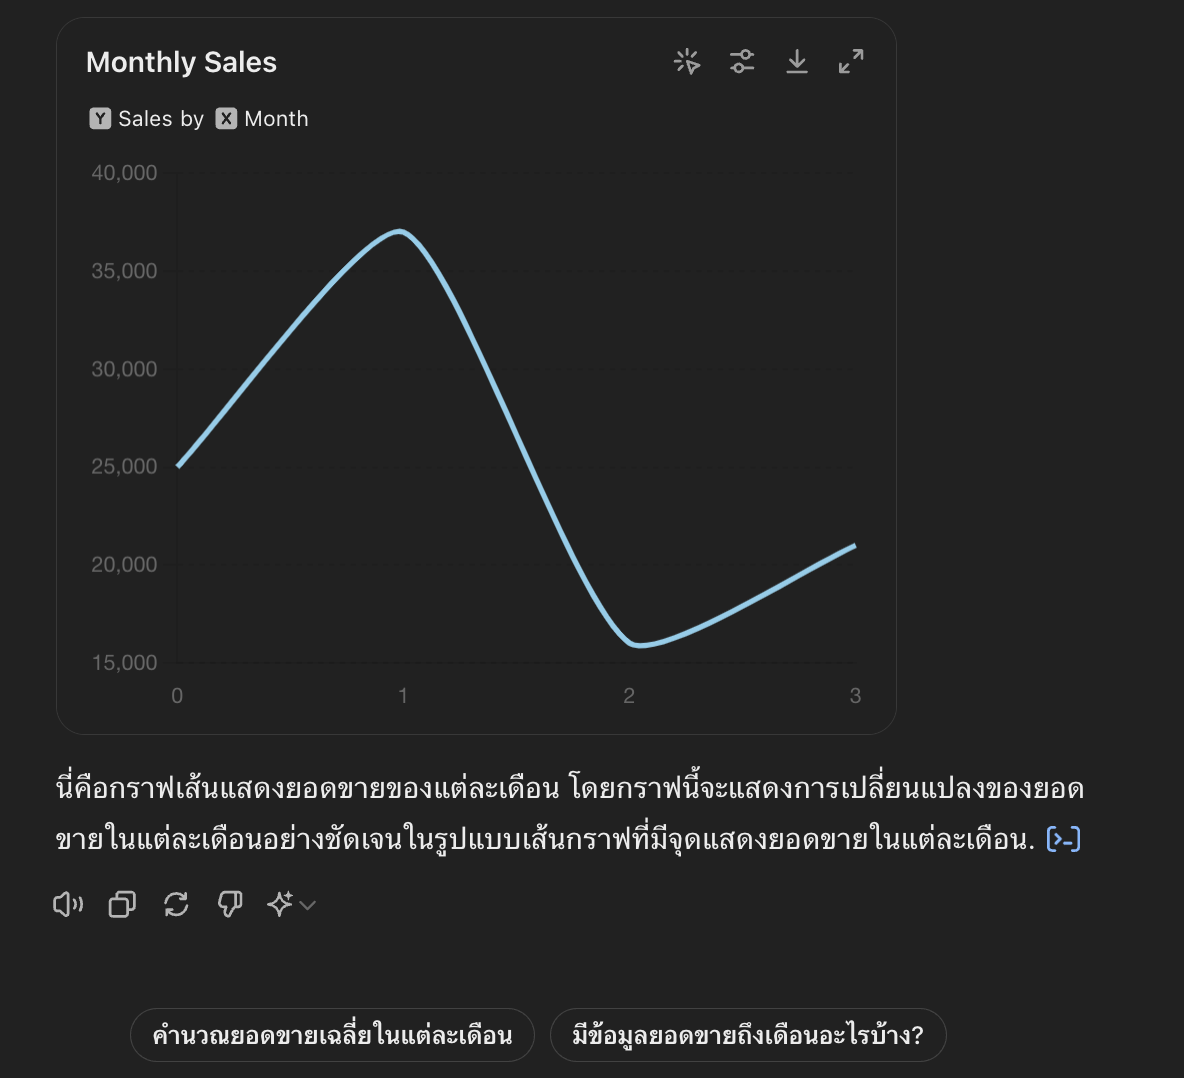 Monthly Sales
Y Sales by X Month
40,000
35,000
30,000
25,000
20,000
15,000
0 1 2 3
นี่คือกราฟเส้นแสดงยอดขายของแต่ละเดือน โดยกราฟนี้จะแสดงการเปลี่ยนแปลงของยอด
ขายในแต่ละเดือนอย่างชัดเจนในรูปแบบเส้นกราฟที่มีจุดแสดงยอดขายในแต่ละเดือน. [>-]
คำนวณยอดขายเฉลี่ยในแต่ละเดือน มีข้อมูลยอดขายถึงเดือนอะไรบ้าง?